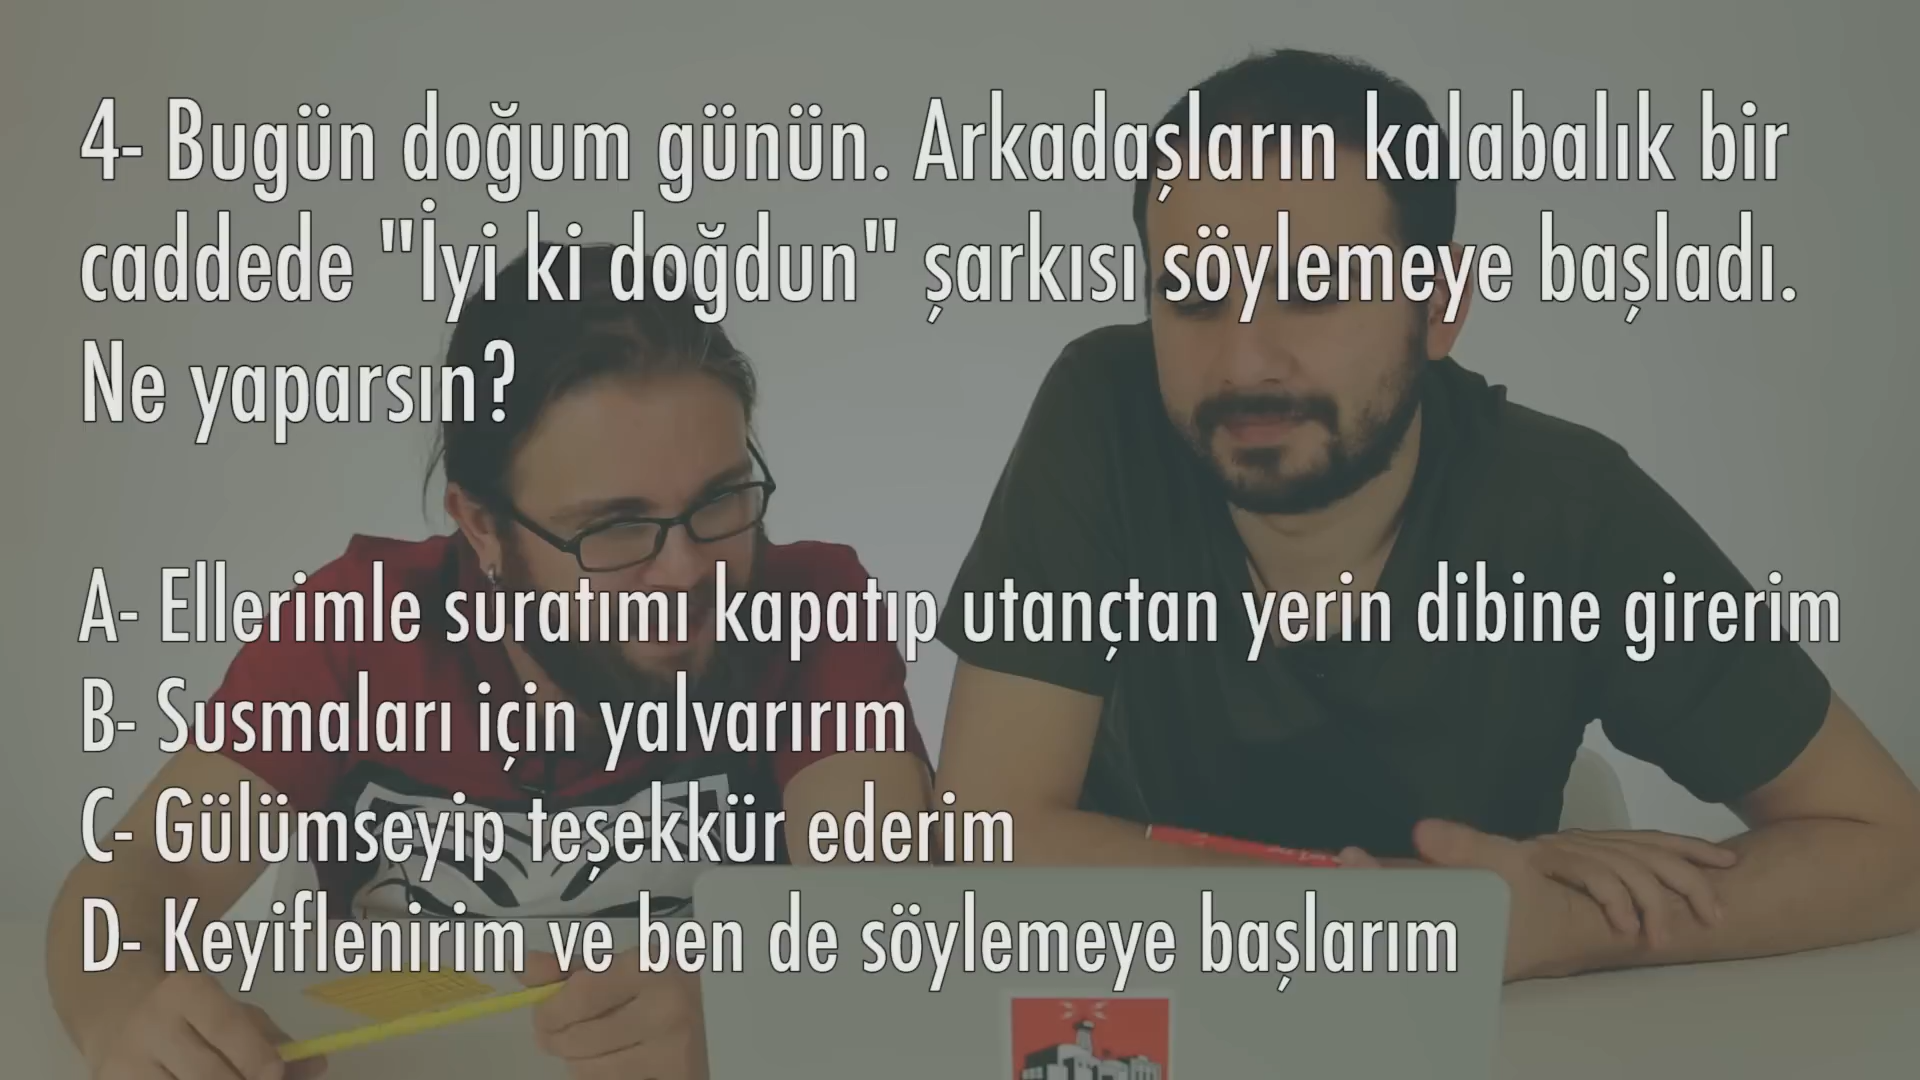 4- Bugün doğum günün. Arkadaşların kalabalık bir
caddede "İyi ki doğdun" şarkısı söylemeye başladı.
Ne yaparsın?
A- Ellerimle suratımı kapatıp utançtan yerin dibine girerim
B- Susmaları için yalvarırım
C- Gülümseyip teşekkür ederim
D- Keyiflenirim ve ben de söylemeye başlarım